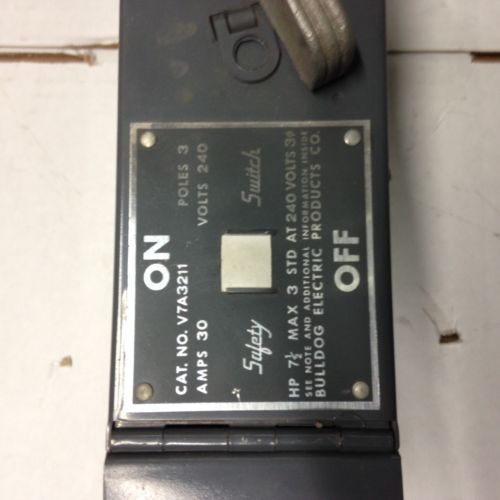 ON
CAT. NO. V7A3211 POLES 3
AMPS 30 VOLTS 240
Safety Switch
HP 7½ MAX 3 STD AT 240 VOLTS 3φ
SEE NOTE AND ADDITIONAL INFORMATION INSIDE
BULLDOG ELECTRIC PRODUCTS CO.
OFF